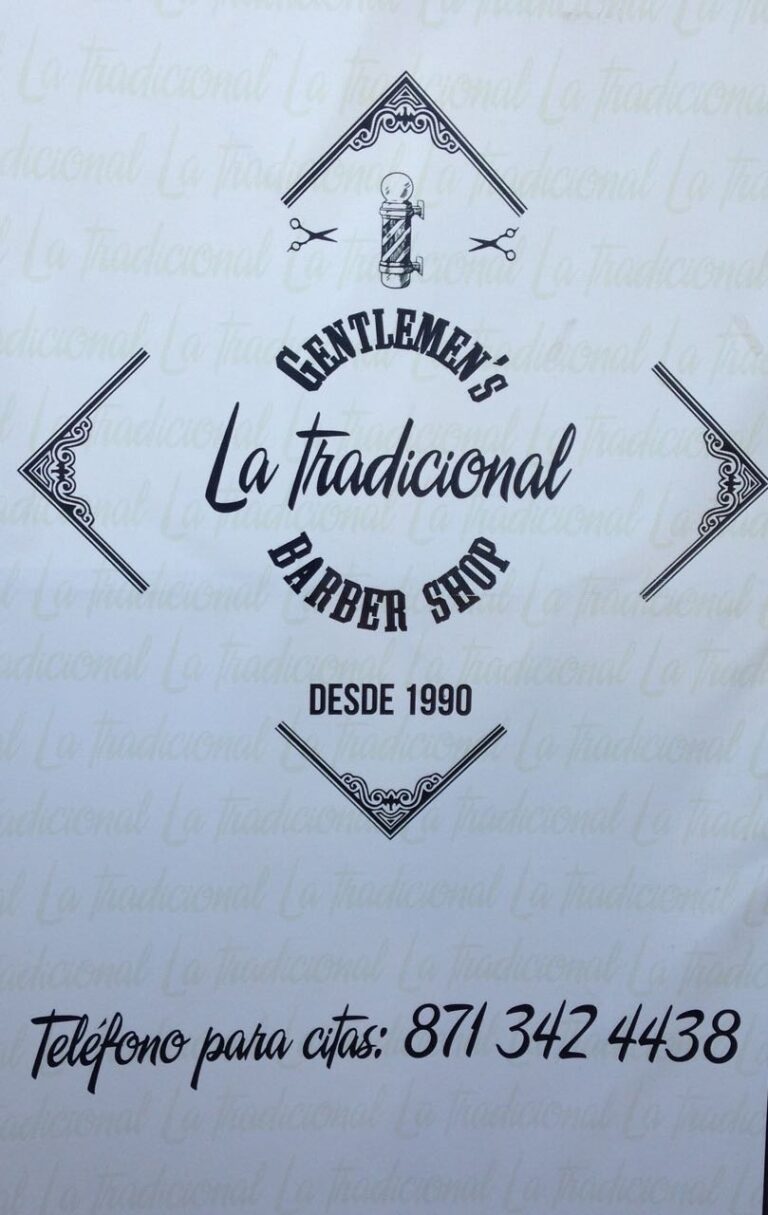 GENTLEMEN'S
La Tradicional
BARBER SHOP
DESDE 1990
Teléfono para citas: 871 342 4438